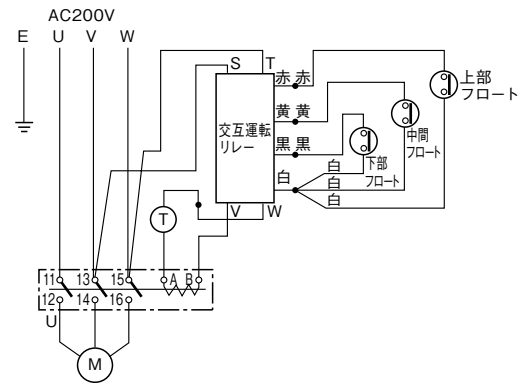 AC200V
E U V W
S T
赤 赤
上部
フロート
黄 黄
中間
フロート
交互運転
リレー
黒 黒
下部
フロート
白
白
白
白
V W
T
11 13 15 A B
12 14 16
U
M